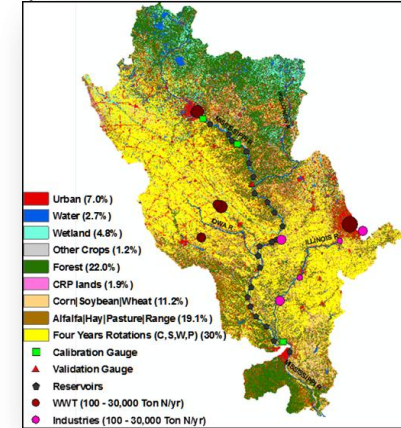 IOWA R
ILLINOIS R
Urban (7.0%)
Water (2.7%)
Wetland (4.8%)
Other Crops (1.2%)
Forest (22.0%)
CRP lands (1.9%)
Corn|Soybean|Wheat (11.2%)
Alfalfa|Hay|Pasture|Range (19.1%)
Four Years Rotations (C,S,W,P) (30%)
Calibration Gauge
Validation Gauge
Reservoirs
WWT (100 - 30,000 Ton N/yr)
Industries (100 - 30,000 Ton N/yr)